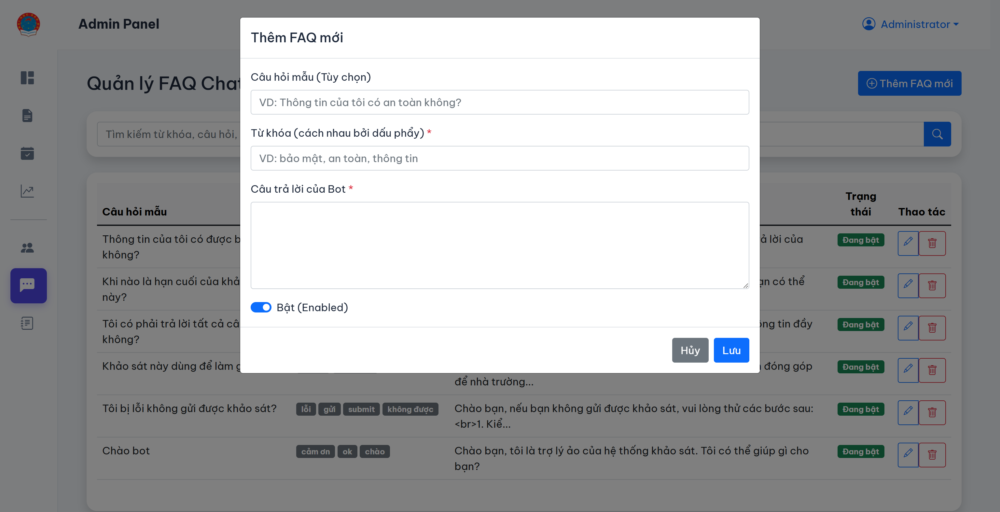 Admin Panel
Administrator
Thêm FAQ mới
Quản lý FAQ Chat
Thêm FAQ mới
Câu hỏi mẫu (Tùy chọn)
VD: Thông tin của tôi có an toàn không?
Tìm kiếm từ khóa, câu hỏi,
Từ khóa (cách nhau bởi dấu phẩy) *
VD: bảo mật, an toàn, thông tin
Câu trả lời của Bot *
Bật (Enabled)
Hủy Lưu
Câu hỏi mẫu
Trạng
thái
Thao tác
Thông tin của tôi có được
không?
lời của
Đang bật
Khi nào là hạn cuối của
này?
có thể
Đang bật
Tôi có phải trả lời tất cả
không?
tin đầy
Đang bật
Khảo sát này dùng để làm
đóng góp
để nhà trường...
Đang bật
Tôi bị lỗi không gửi được khảo sát?
lỗi gửi submit không được
Chào bạn, nếu bạn không gửi được khảo sát, vui lòng thử các bước sau:
<br>1. Kiể...
Đang bật
Chào bot
cảm ơn ok chào
Chào bạn, tôi là trợ lý ảo của hệ thống khảo sát. Tôi có thể giúp gì cho
bạn?
Đang bật